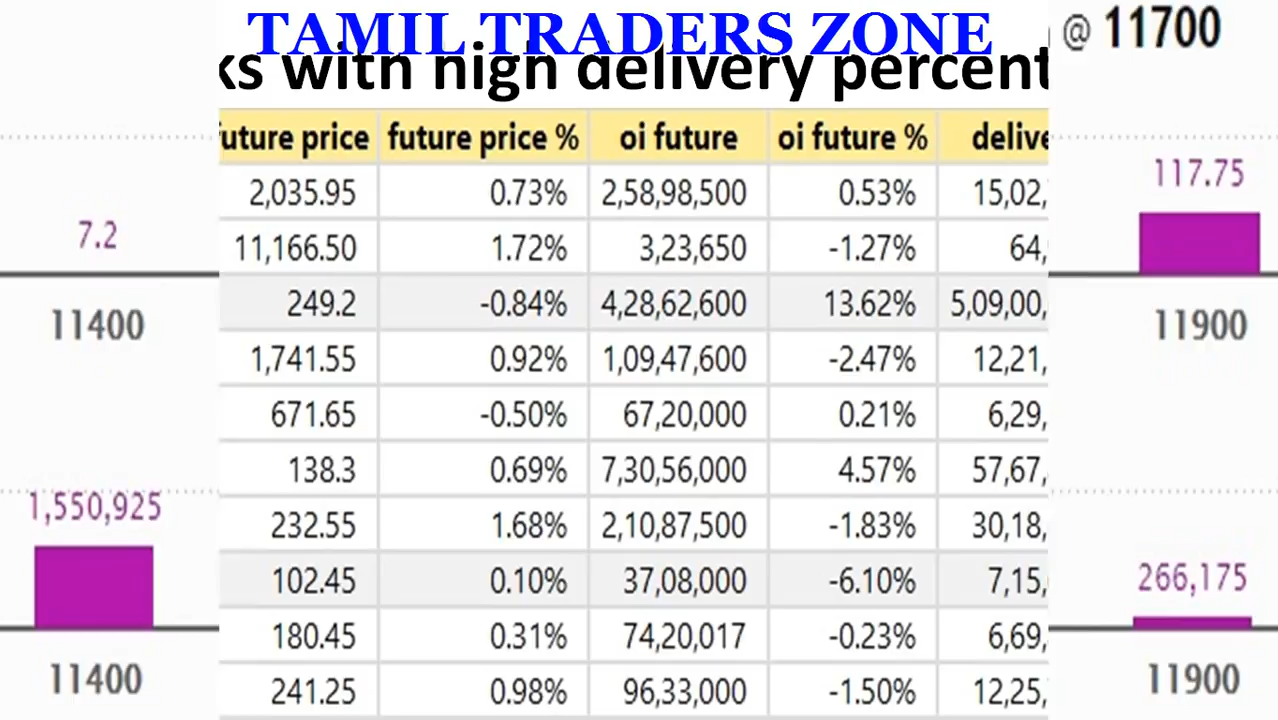 TAMIL TRADERS ZONE
@ 11700
with high delivery
future price % oi future oi future %
2,035.95 0.73% 2,58,98,500 0.53%
117.75
7.2
11,166.50 1.72% 3,23,650 -1.27%
249.2 -0.84% 4,28,62,600 13.62%
11400
11900
1,741.55 0.92% 1,09,47,600 -2.47%
671.65 -0.50% 67,20,000 0.21%
138.3 0.69% 7,30,56,000 4.57%
1,550,925
232.55 1.68% 2,10,87,500 -1.83%
102.45 0.10% 37,08,000 -6.10%
266,175
180.45 0.31% 74,20,017 -0.23%
11400
11900
241.25 0.98% 96,33,000 -1.50%